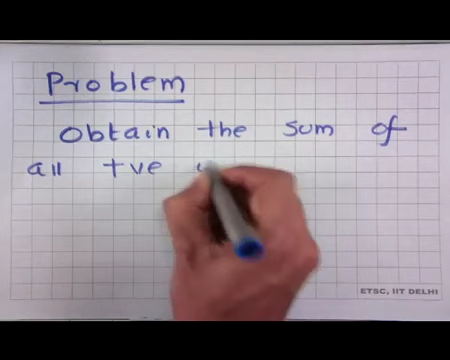 Problem
Obtain the sum of
all +ve
ETSC, IIT DELHI